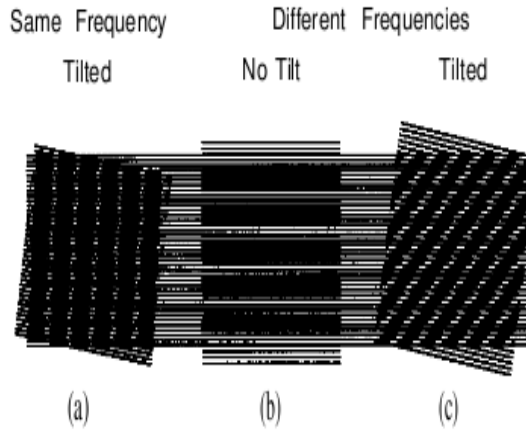 Same Frequency Different Frequencies
Tilted No Tilt Tilted
(a) (b) (c)